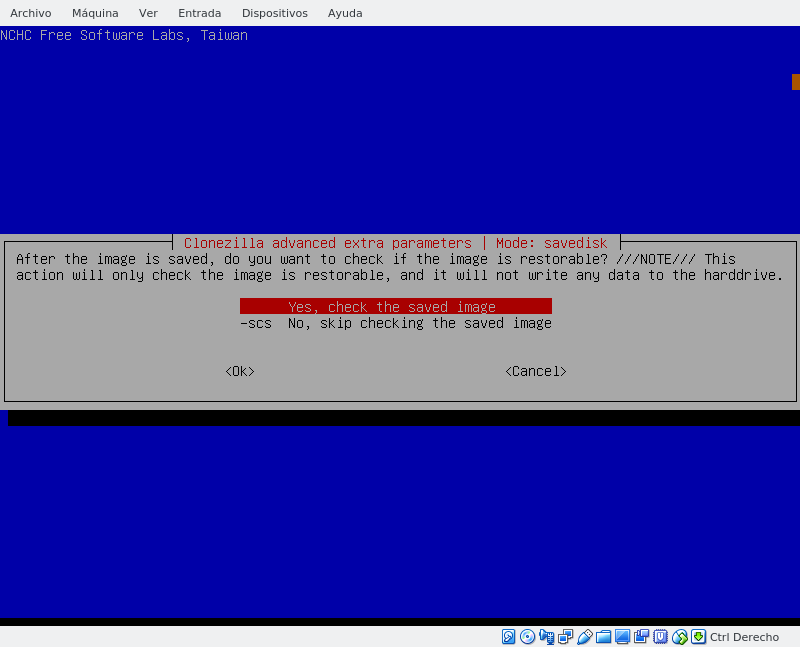 Archivo Máquina Ver Entrada Dispositivos Ayuda
NCHC Free Software Labs, Taiwan
Clonezilla advanced extra parameters | Mode: savedisk
After the image is saved, do you want to check if the image is restorable? ///NOTE/// This
action will only check the image is restorable, and it will not write any data to the harddrive.
Yes, check the saved image
-scs No, skip checking the saved image
<Ok> <Cancel>
Ctrl Derecho